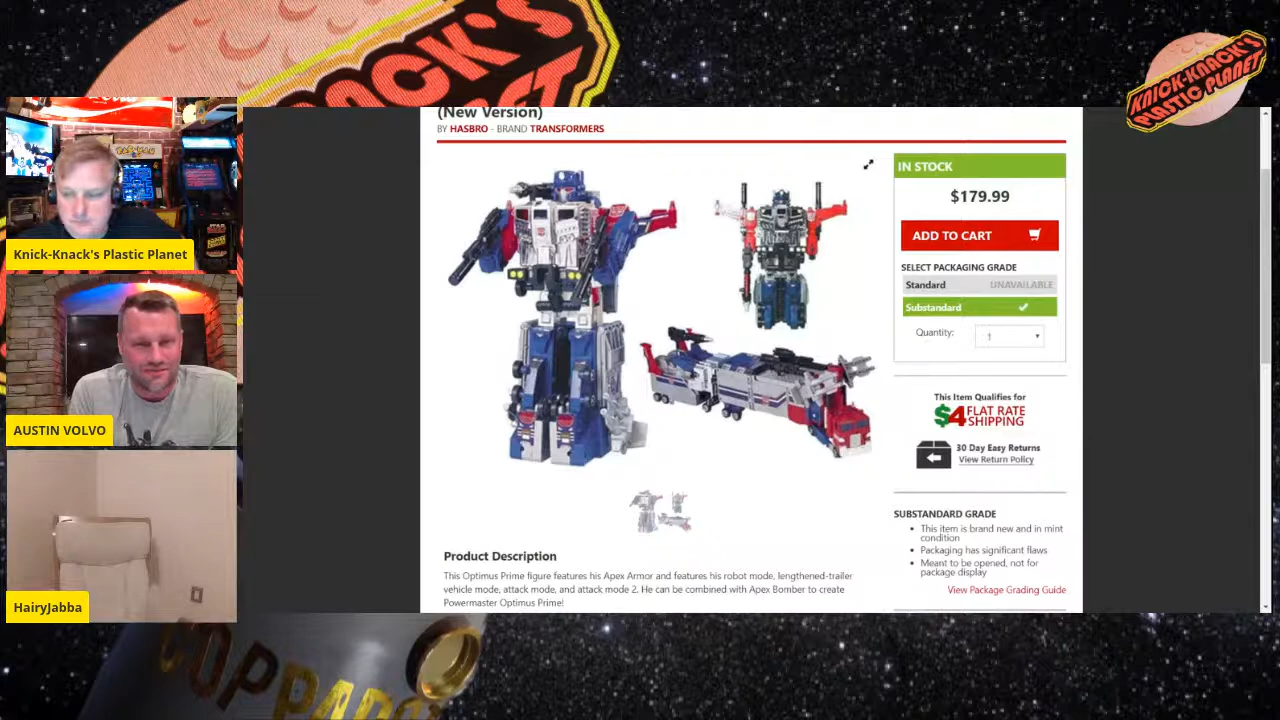 KNACK'S
ET
KNICK-KNACK'S
PLASTIC PLANET
Knick-Knack's Plastic Planet
AUSTIN VOLVO
HairyJabba
(New Version)
BY HASBRO - BRAND TRANSFORMERS
IN STOCK
$179.99
ADD TO CART
SELECT PACKAGING GRADE
Standard UNAVAILABLE
Substandard
Quantity: 1
This Item Qualifies for
$4 FLAT RATE
SHIPPING
30 Day Easy Returns
View Return Policy
SUBSTANDARD GRADE
This item is brand new and in mint
condition
Packaging has significant flaws
Meant to be opened, not for
package display
View Package Grading Guide
Product Description
This Optimus Prime figure features his Apex Armor and features his robot mode, lengthened-trailer
vehicle mode, attack mode, and attack mode 2. He can be combined with Apex Bomber to create
Powermaster Optimus Prime!